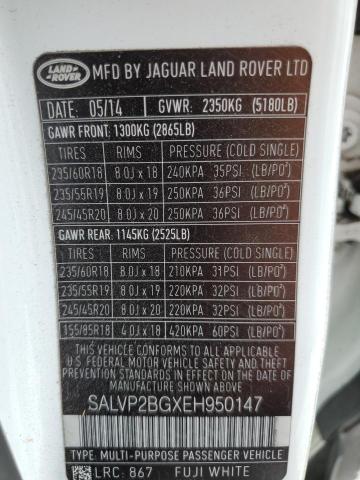 LAND-
ROVER
MFD BY JAGUAR LAND ROVER LTD
DATE: 05/14 GVWR: 2350KG (5180LB)
GAWR FRONT: 1300KG (2865LB)
TIRES RIMS PRESSURE (COLD SINGLE)
235/60R18 8.0J x 18 240KPA 35PSI (LB/PO²)
235/55R19 8.0J x 19 250KPA 36PSI (LB/PO²)
245/45R20 8.0J x 20 250KPA 36PSI (LB/PO²)
GAWR REAR: 1145KG (2525LB)
TIRES RIMS PRESSURE (COLD SINGLE)
235/60R18 8.0J x 18 210KPA 31PSI (LB/PO²)
235/55R19 8.0J x 19 220KPA 32PSI (LB/PO²)
245/45R20 8.0J x 20 220KPA 32PSI (LB/PO²)
155/85R18 4.0J x 18 420KPA 60PSI (LB/PO²)
THIS VEHICLE CONFORMS TO ALL APPLICABLE
U.S. FEDERAL MOTOR VEHICLE SAFETY AND
THEFT PREVENTION STANDARDS IN EFFECT ON
THE DATE OF MANUFACTURE SHOWN ABOVE.
SALVP2BGXEH950147
TYPE: MULTI-PURPOSE PASSENGER VEHICLE
LRC: 867 FUJI WHITE